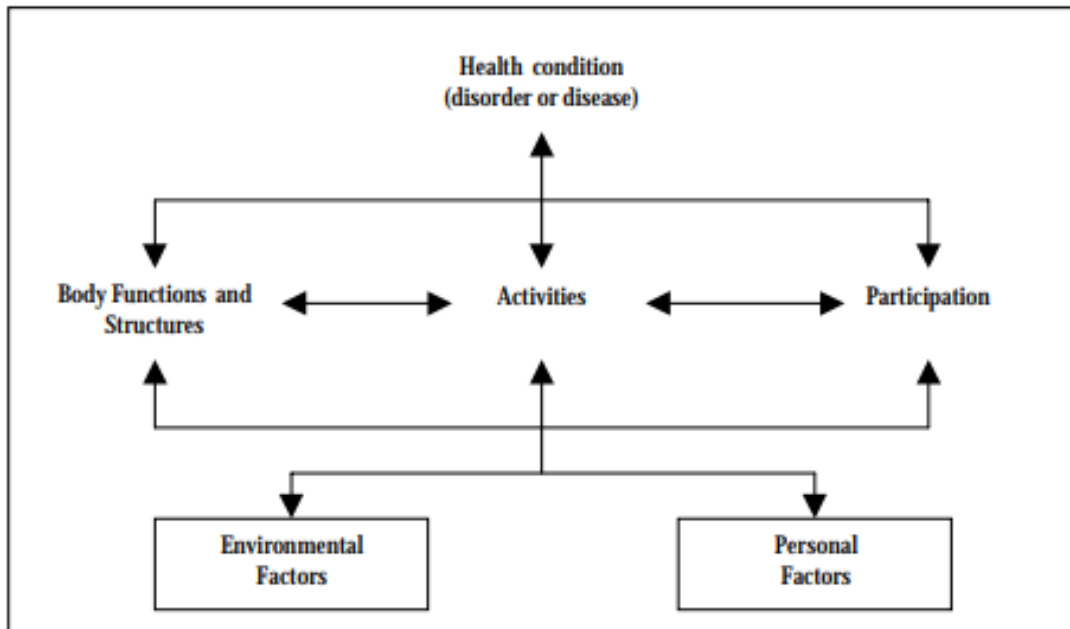 Health condition
(disorder or disease)
Body Functions and
Structures
Activities
Participation
Environmental
Factors
Personal
Factors